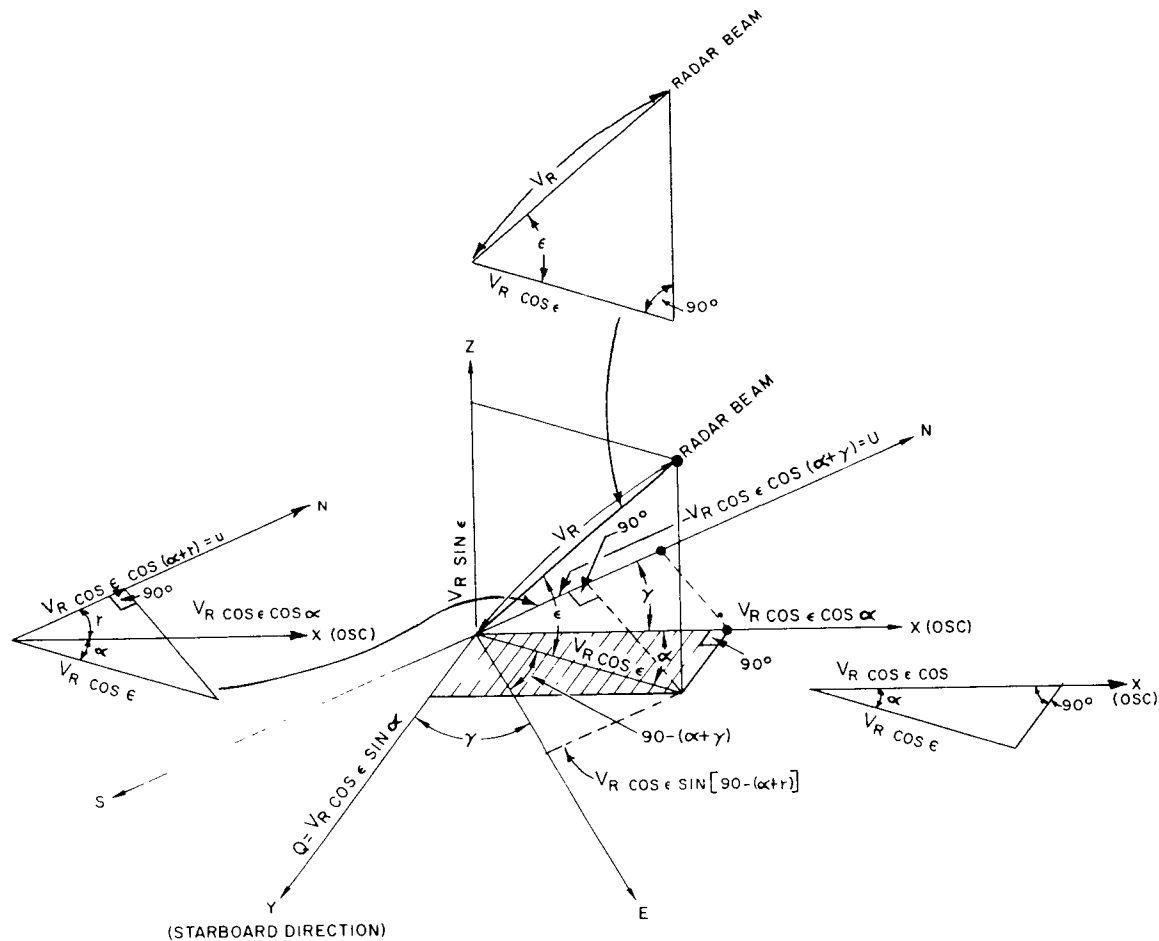 RADAR BEAM
V_R
ε
V_R COS ε
90°
Z
RADAR BEAM
N
-V_R COS ε COS (α+γ)=U
90°
V_R
V_R SIN ε
N
V_R COS ε COS (α+r)=U
90°
r
V_R COS ε COS α
X (OSC)
α
V_R COS ε
ε
γ
V_R COS ε COS α
X (OSC)
V_R COS ε
α
90°
V_R COS ε COS
X
(OSC)
α
90°
V_R COS ε
90-(α+γ)
γ
V_R COS ε SIN[90-(α+r)]
S
Q=V_R COS ε SIN α
Y
(STARBOARD DIRECTION)
E